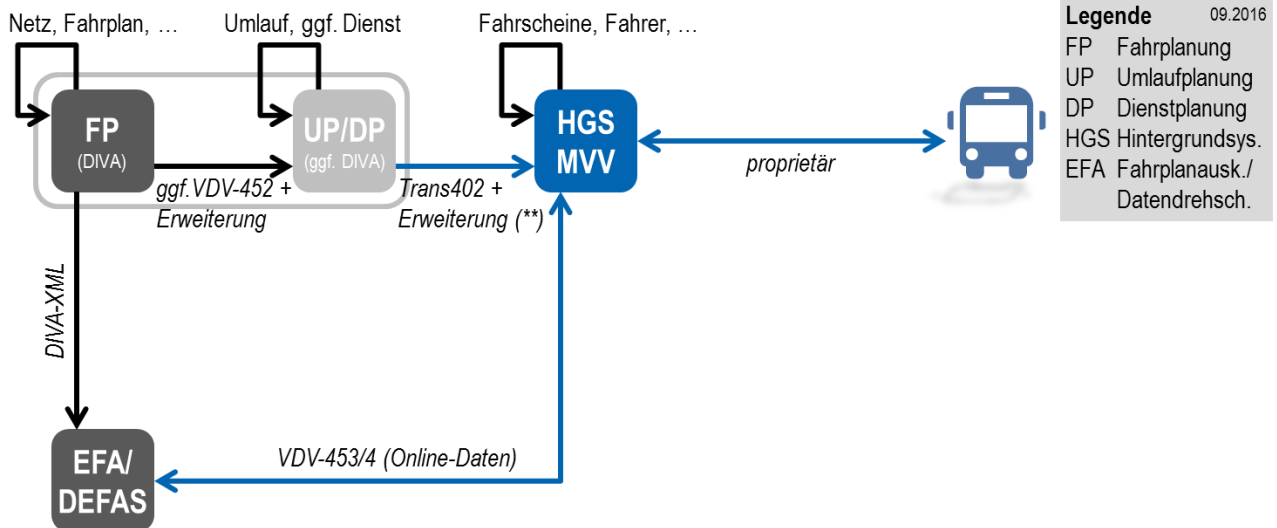 Netz, Fahrplan, …
Umlauf, ggf. Dienst
Fahrscheine, Fahrer, …
FP
(DIVA)
UP/DP
(ggf. DIVA)
HGS
MVV
ggf.VDV-452 +
Erweiterung
Trans402 +
Erweiterung (**)
proprietär
DIVA-XML
EFA/
DEFAS
VDV-453/4 (Online-Daten)
Legende 09.2016
FP Fahrplanung
UP Umlaufplanung
DP Dienstplanung
HGS Hintergrundsys.
EFA Fahrplanausk./
Datendrehsch.